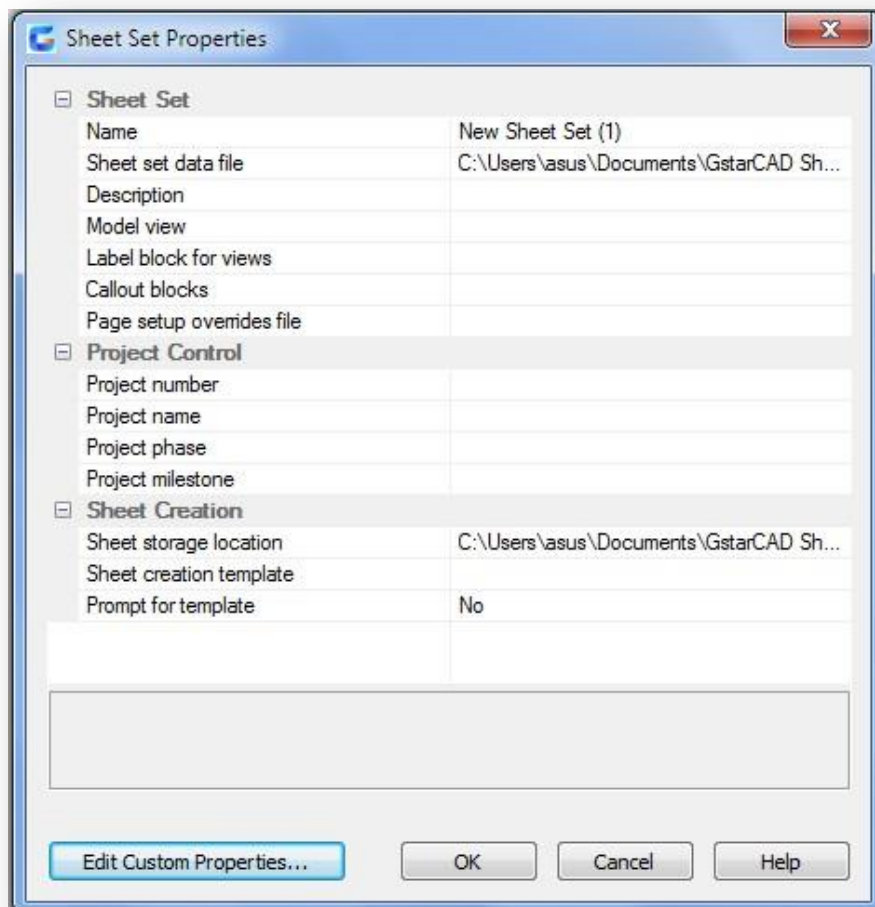 Sheet Set Properties
Sheet Set
Name New Sheet Set (1)
Sheet set data file C:\Users\asus\Documents\GstarCAD Sh...
Description
Model view
Label block for views
Callout blocks
Page setup overrides file
Project Control
Project number
Project name
Project phase
Project milestone
Sheet Creation
Sheet storage location C:\Users\asus\Documents\GstarCAD Sh...
Sheet creation template
Prompt for template No
Edit Custom Properties... OK Cancel Help